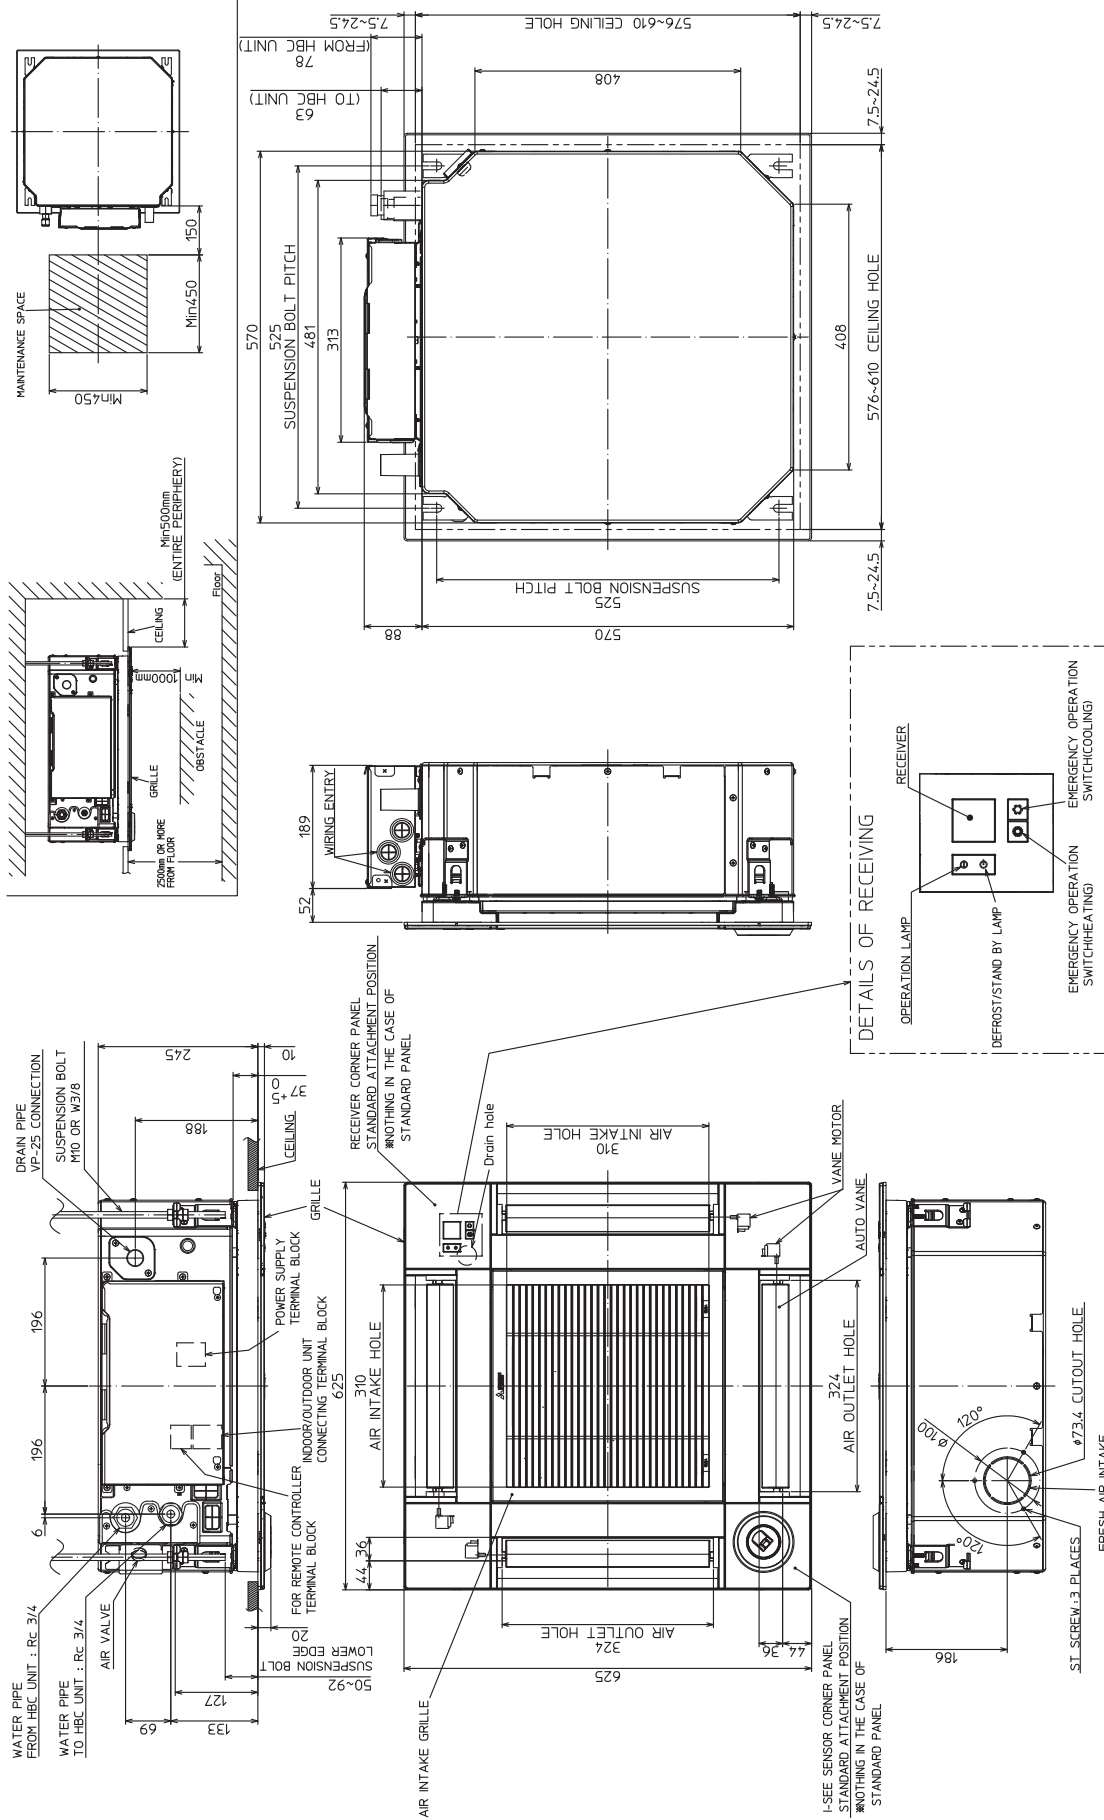 WATER PIPE
FROM HBC UNIT : Rc 3/4
WATER PIPE
TO HBC UNIT : Rc 3/4
AIR VALVE
6
196
196
DRAIN PIPE
VP-25 CONNECTION
SUSPENSION BOLT
M10 OR W3/8
69
133
127
50~92
SUSPENSION BOLT
LOWER EDGE
20
245
188
37 +5 0
10
CEILING
GRILLE
FOR REMOTE CONTROLLER
TERMINAL BLOCK
INDOOR/OUTDOOR UNIT
CONNECTING TERMINAL BLOCK
POWER SUPPLY
TERMINAL BLOCK
RECEIVER CORNER PANEL
STANDARD ATTACHMENT POSITION
※NOTHING IN THE CASE OF
STANDARD PANEL
AIR INTAKE GRILLE
625
310
AIR INTAKE HOLE
44
36
625
324
AIR OUTLET HOLE
310
AIR INTAKE HOLE
Drain hole
VANE MOTOR
AUTO VANE
36
44
324
AIR OUTLET HOLE
I-SEE SENSOR CORNER PANEL
STANDARD ATTACHMENT POSITION
※NOTHING IN THE CASE OF
STANDARD PANEL
186
120°
120°
φ100
φ73.4 CUTOUT HOLE
ST SCREW:3 PLACES
FRESH AIR INTAKE
52
189
WIRING ENTRY
DETAILS OF RECEIVING
OPERATION LAMP
RECEIVER
DEFROST/STAND BY LAMP
EMERGENCY OPERATION
SWITCH(HEATING)
EMERGENCY OPERATION
SWITCH(COOLING)
2500mm OR MORE
FROM FLOOR
GRILLE
OBSTACLE
Min
1000mm
CEILING
Min500mm
(ENTIRE PERIPHERY)
Floor
MAINTENANCE SPACE
Min450
Min450
150
570
525
SUSPENSION BOLT PITCH
481
313
63
(TO HBC UNIT)
78
(FROM HBC UNIT)
7.5~24.5
576~610 CEILING HOLE
7.5~24.5
408
88
570
525
SUSPENSION BOLT PITCH
408
7.5~24.5
576~610 CEILING HOLE
7.5~24.5